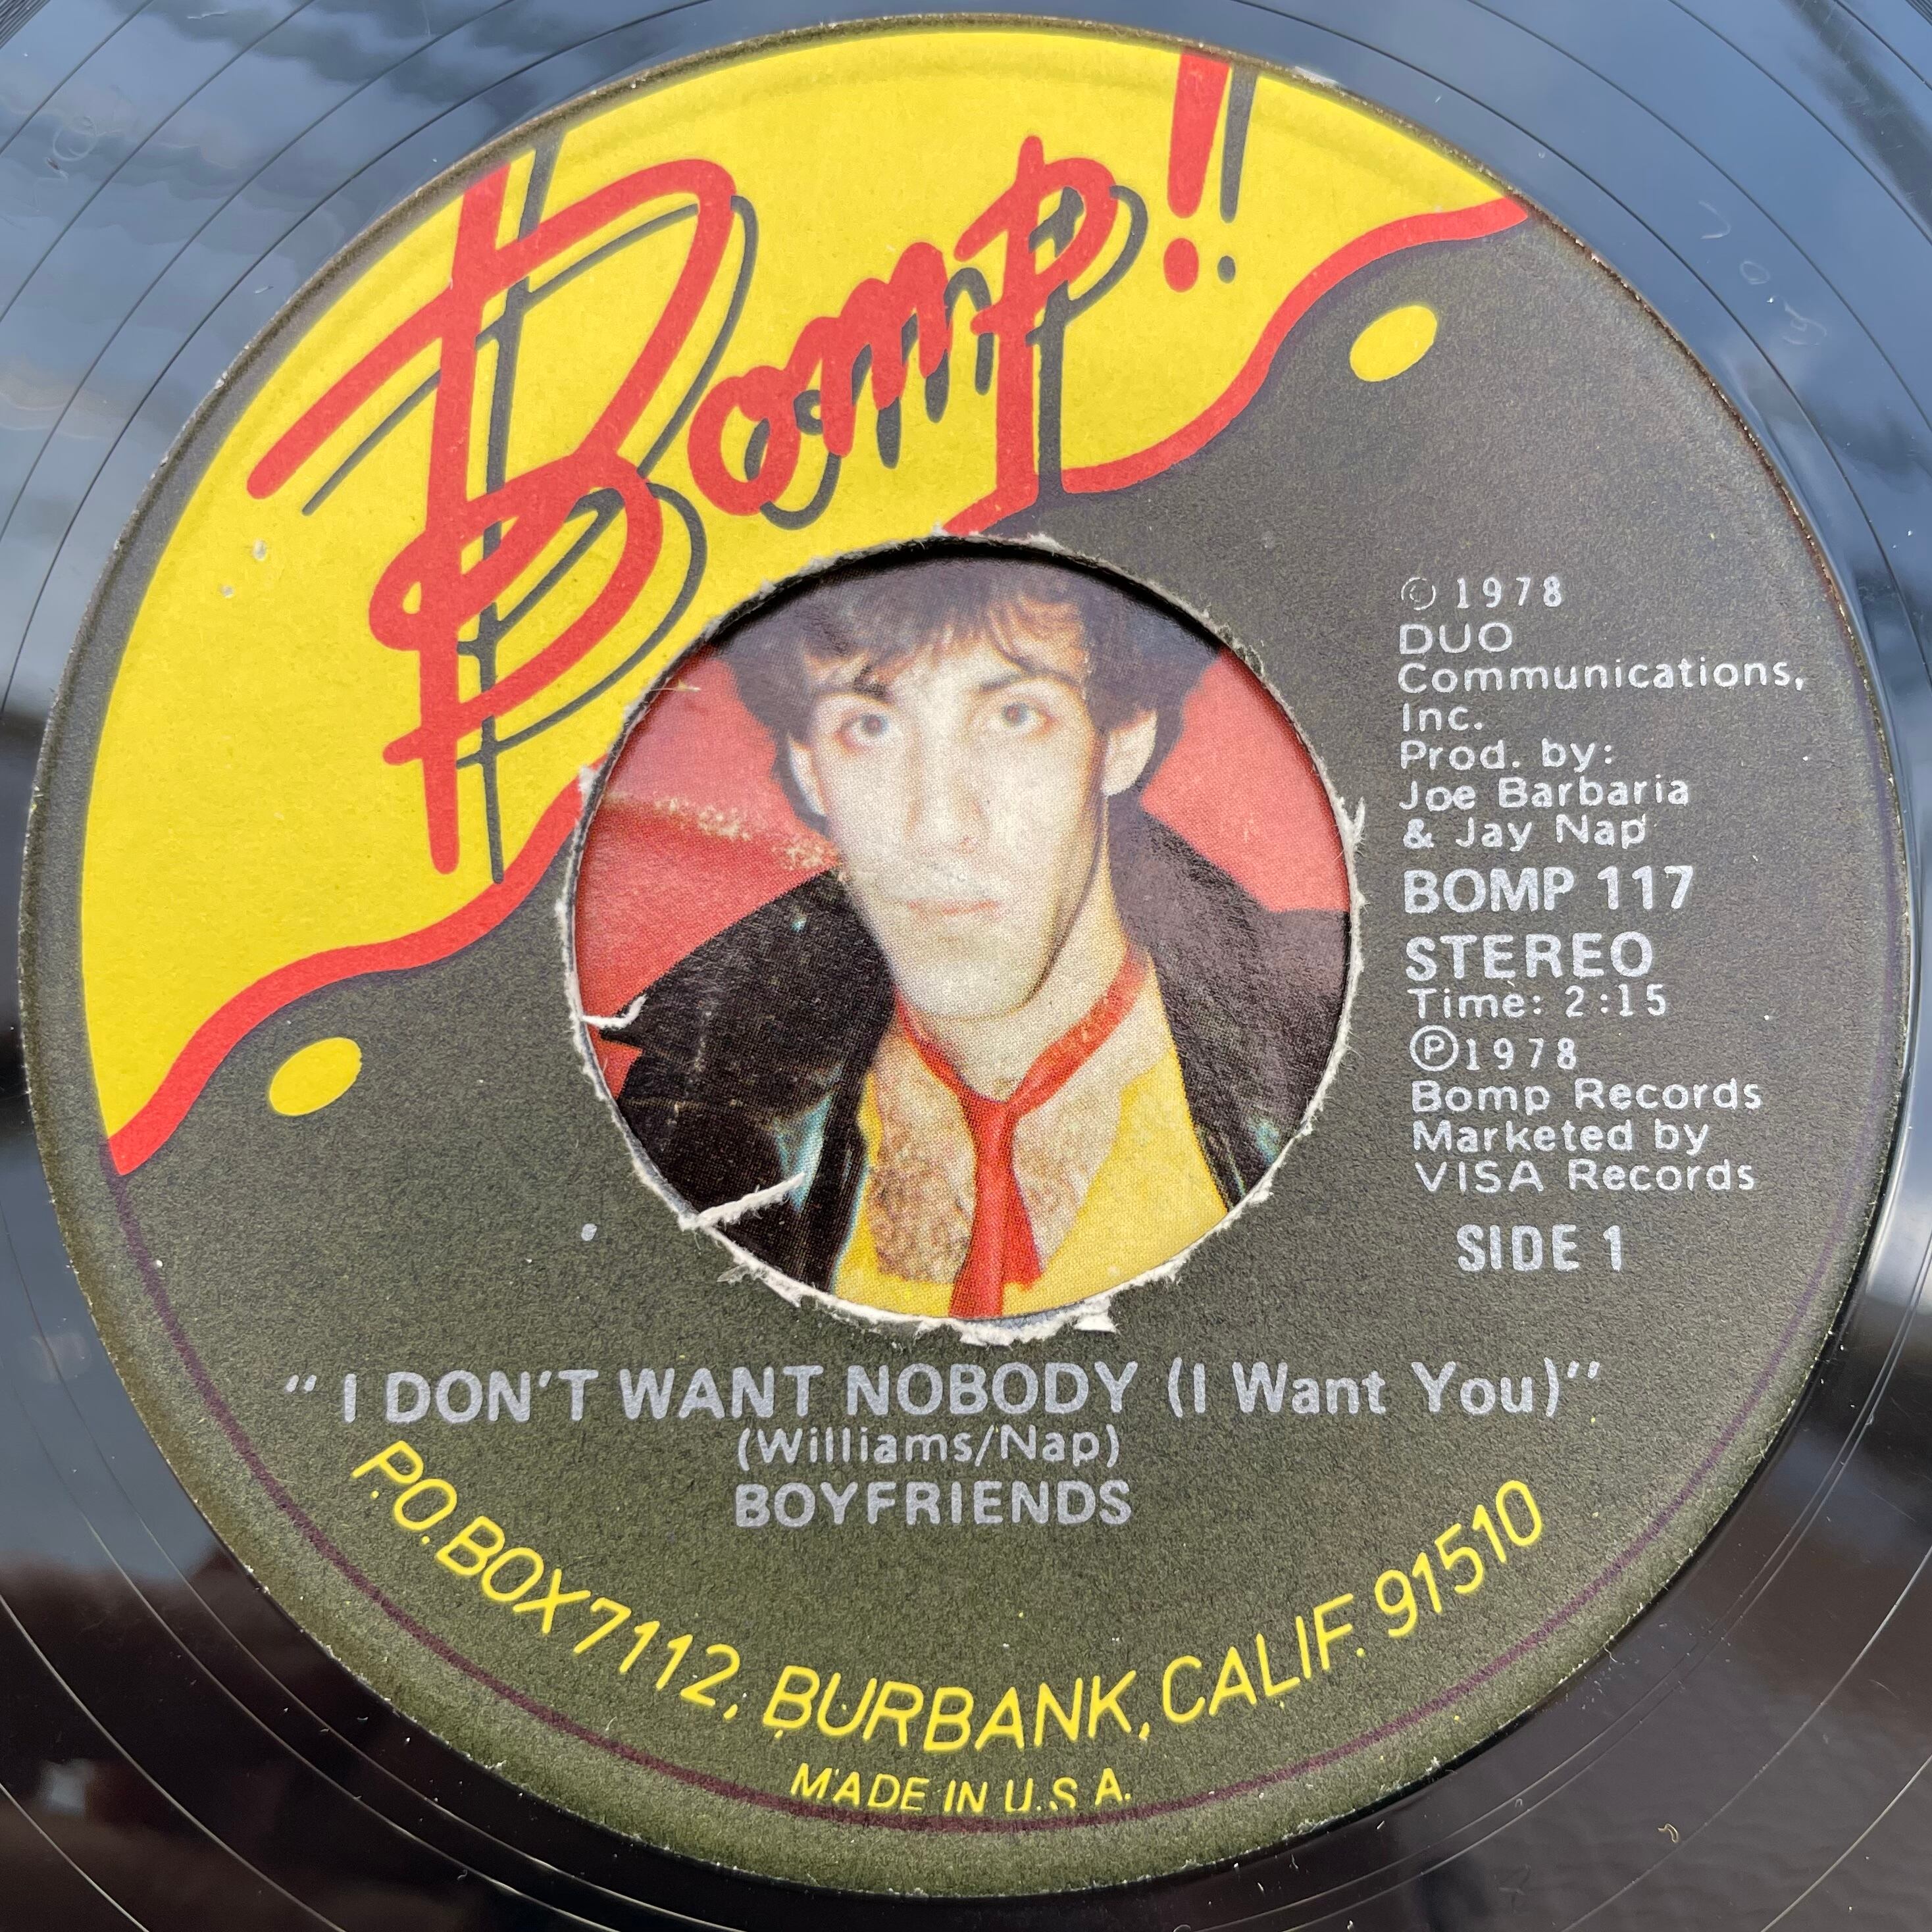 Bomp!
© 1978
DUO
Communications,
Inc.
Prod. by:
Joe Barbaria
& Jay Nap
BOMP 117
STEREO
Time: 2:15
Ⓟ1978
Bomp Records
Marketed by
VISA Records
SIDE 1
"I DON'T WANT NOBODY (I Want You)"
(Williams/Nap)
BOYFRIENDS
P.O. BOX 7112, BURBANK, CALIF. 91510
MADE IN U.S.A.